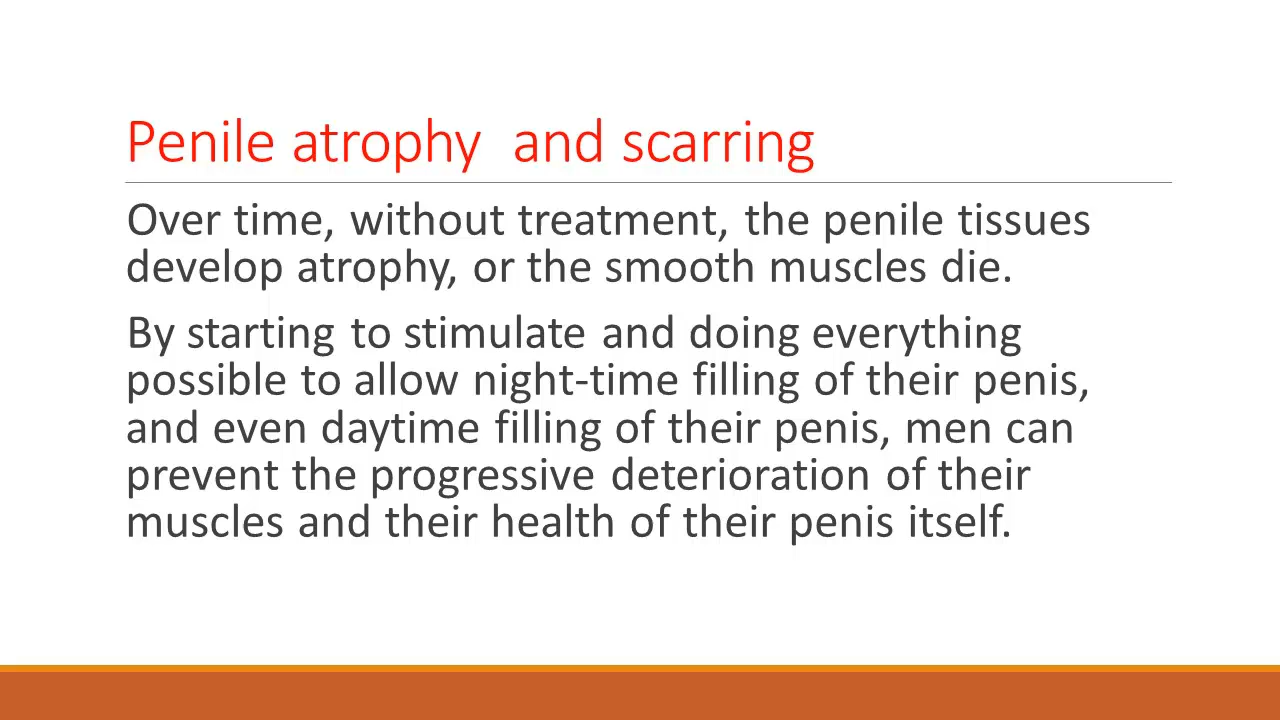 Penile atrophy  and scarring
Over time, without treatment, the penile tissues
develop atrophy, or the smooth muscles die.
By starting to stimulate and doing everything
possible to allow night-time filling of their penis,
and even daytime filling of their penis, men can
prevent the progressive deterioration of their
muscles and their health of their penis itself.